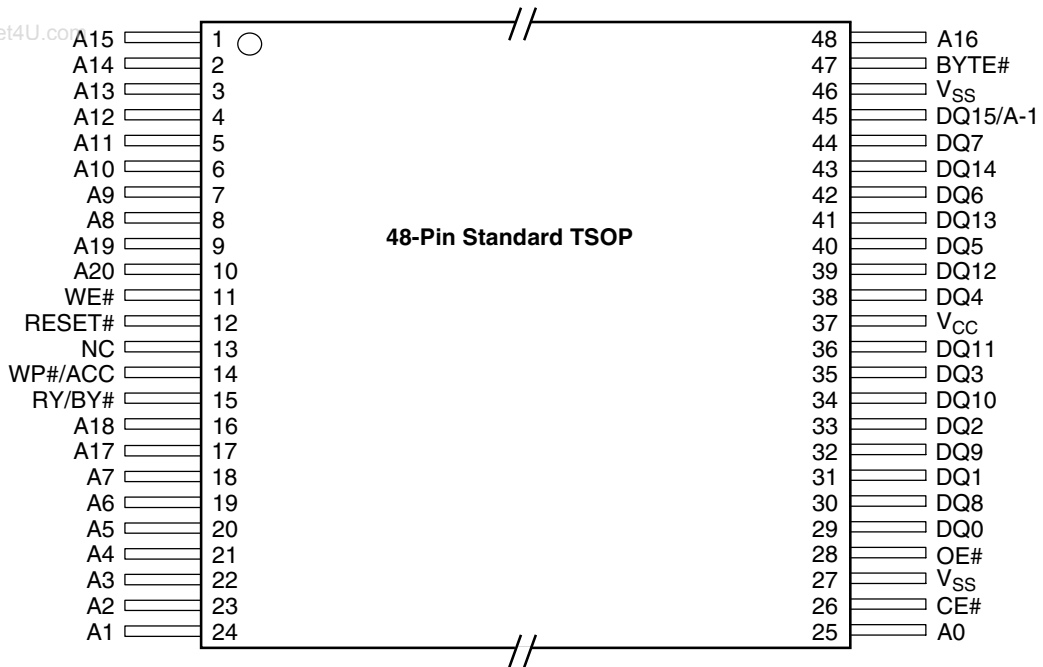 et4U.com
48-Pin Standard TSOP
A15 1
A14 2
A13 3
A12 4
A11 5
A10 6
A9 7
A8 8
A19 9
A20 10
WE# 11
RESET# 12
NC 13
WP#/ACC 14
RY/BY# 15
A18 16
A17 17
A7 18
A6 19
A5 20
A4 21
A3 22
A2 23
A1 24
48 A16
47 BYTE#
46 VSS
45 DQ15/A-1
44 DQ7
43 DQ14
42 DQ6
41 DQ13
40 DQ5
39 DQ12
38 DQ4
37 VCC
36 DQ11
35 DQ3
34 DQ10
33 DQ2
32 DQ9
31 DQ1
30 DQ8
29 DQ0
28 OE#
27 VSS
26 CE#
25 A0